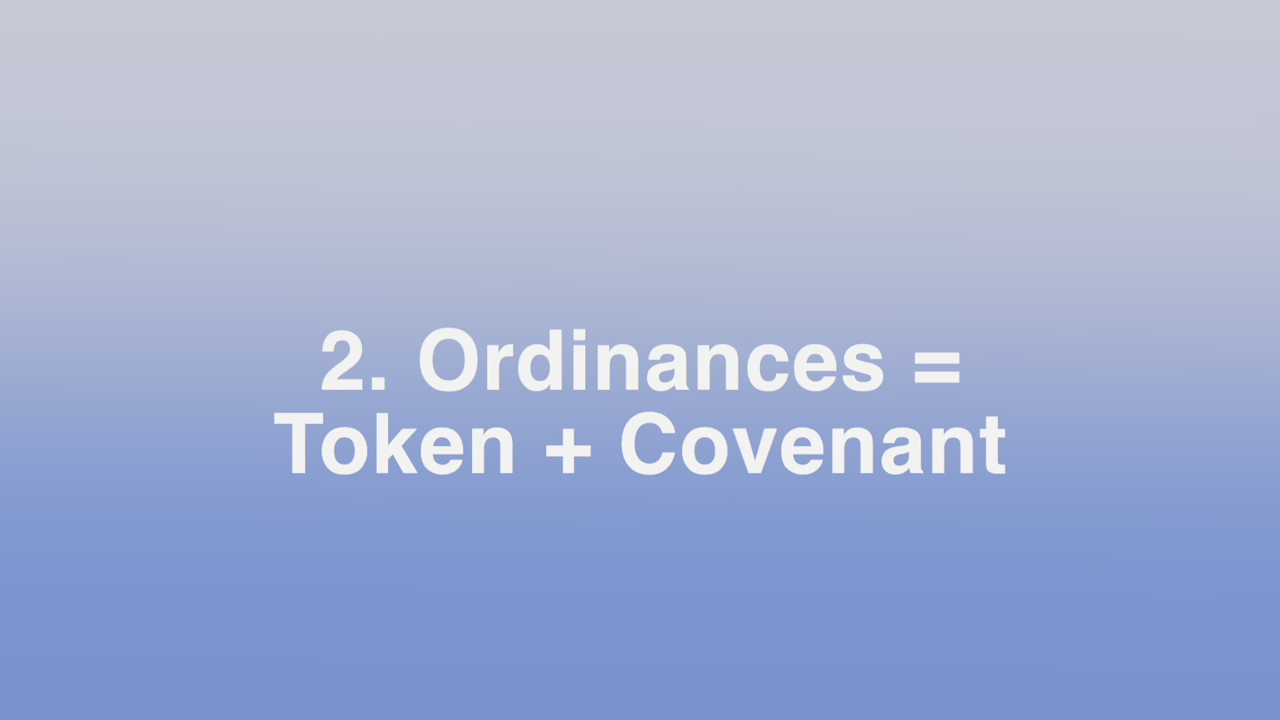 2. Ordinances =
Token + Covenant